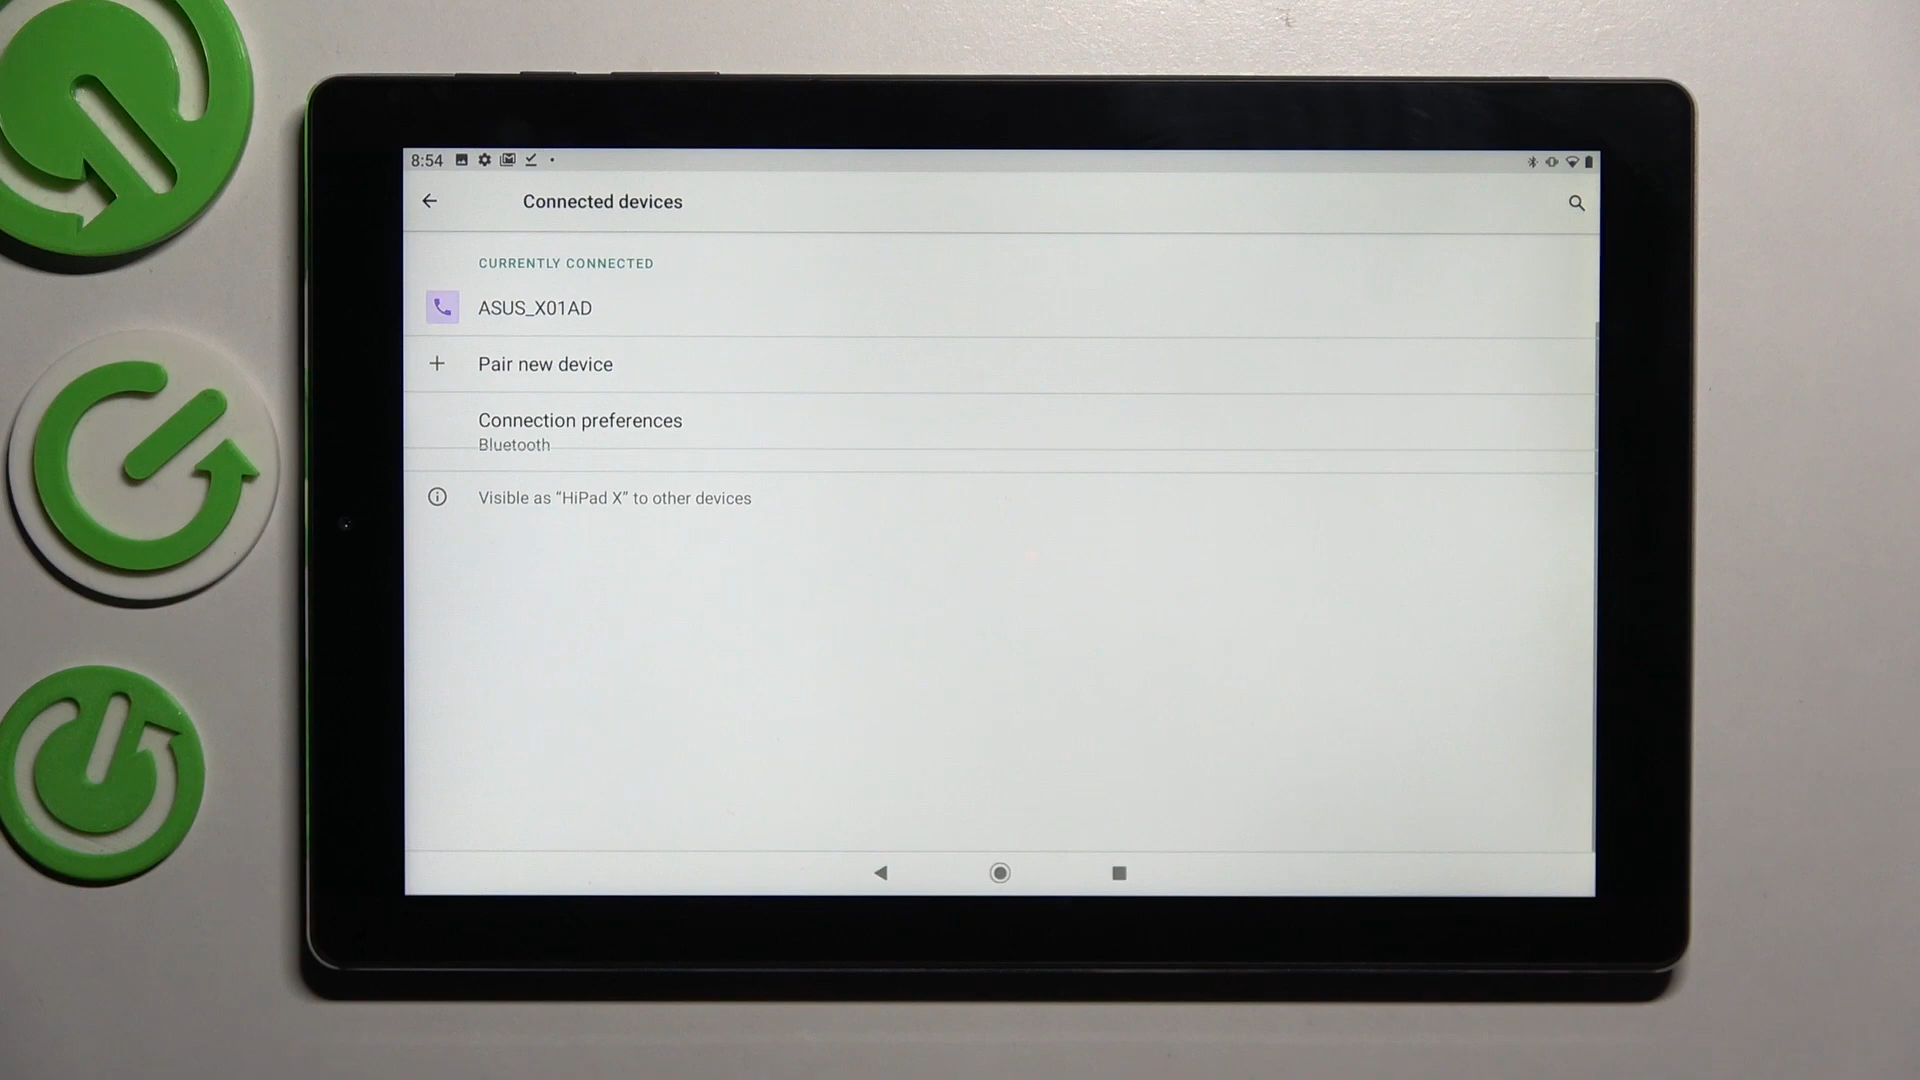 8:54
Connected devices
CURRENTLY CONNECTED
ASUS_X01AD
Pair new device
Connection preferences
Bluetooth
Visible as “HiPad X” to other devices